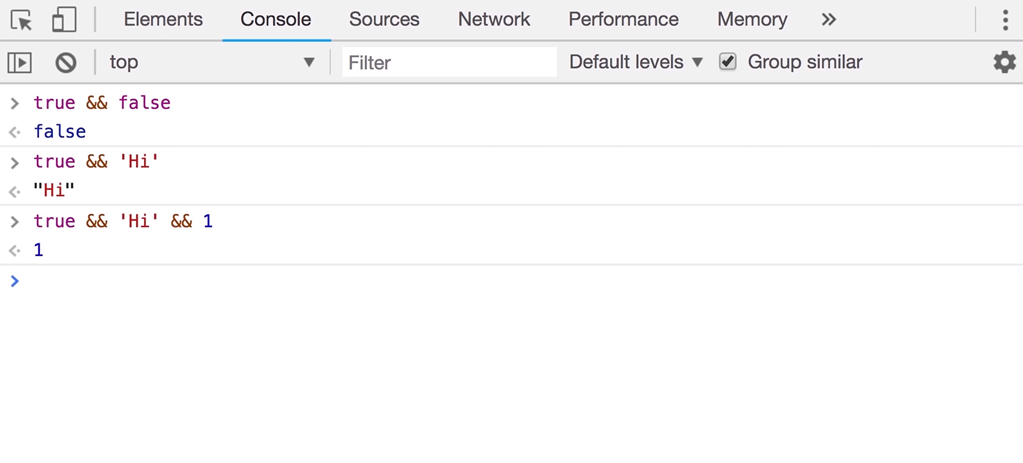 Elements Console Sources Network Performance Memory »
top ▼ Filter Default levels ▼ Group similar
> true && false
false
> true && 'Hi'
"Hi"
> true && 'Hi' && 1
1
>